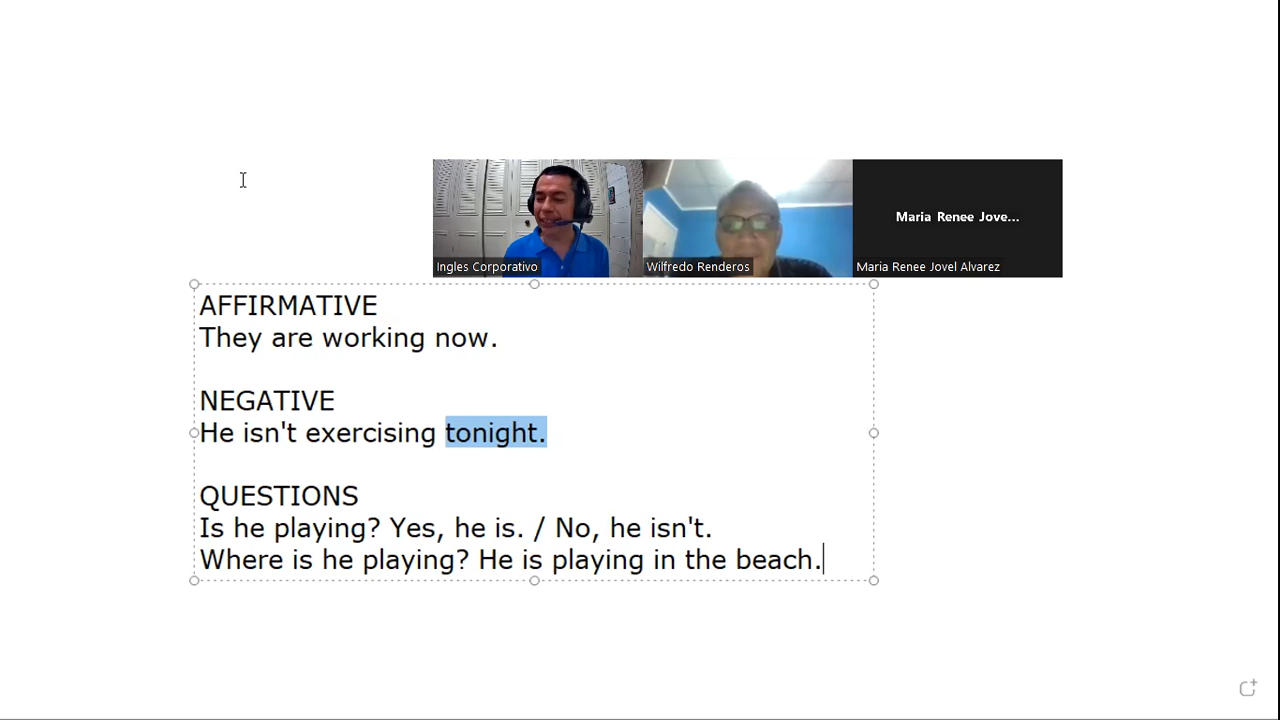 Maria Renee Jove...
Ingles Corporativo
Wilfredo Renderos
Maria Renee Jovel Alvarez
AFFIRMATIVE
They are working now.
NEGATIVE
He isn't exercising tonight.
QUESTIONS
Is he playing? Yes, he is. / No, he isn't.
Where is he playing? He is playing in the beach.